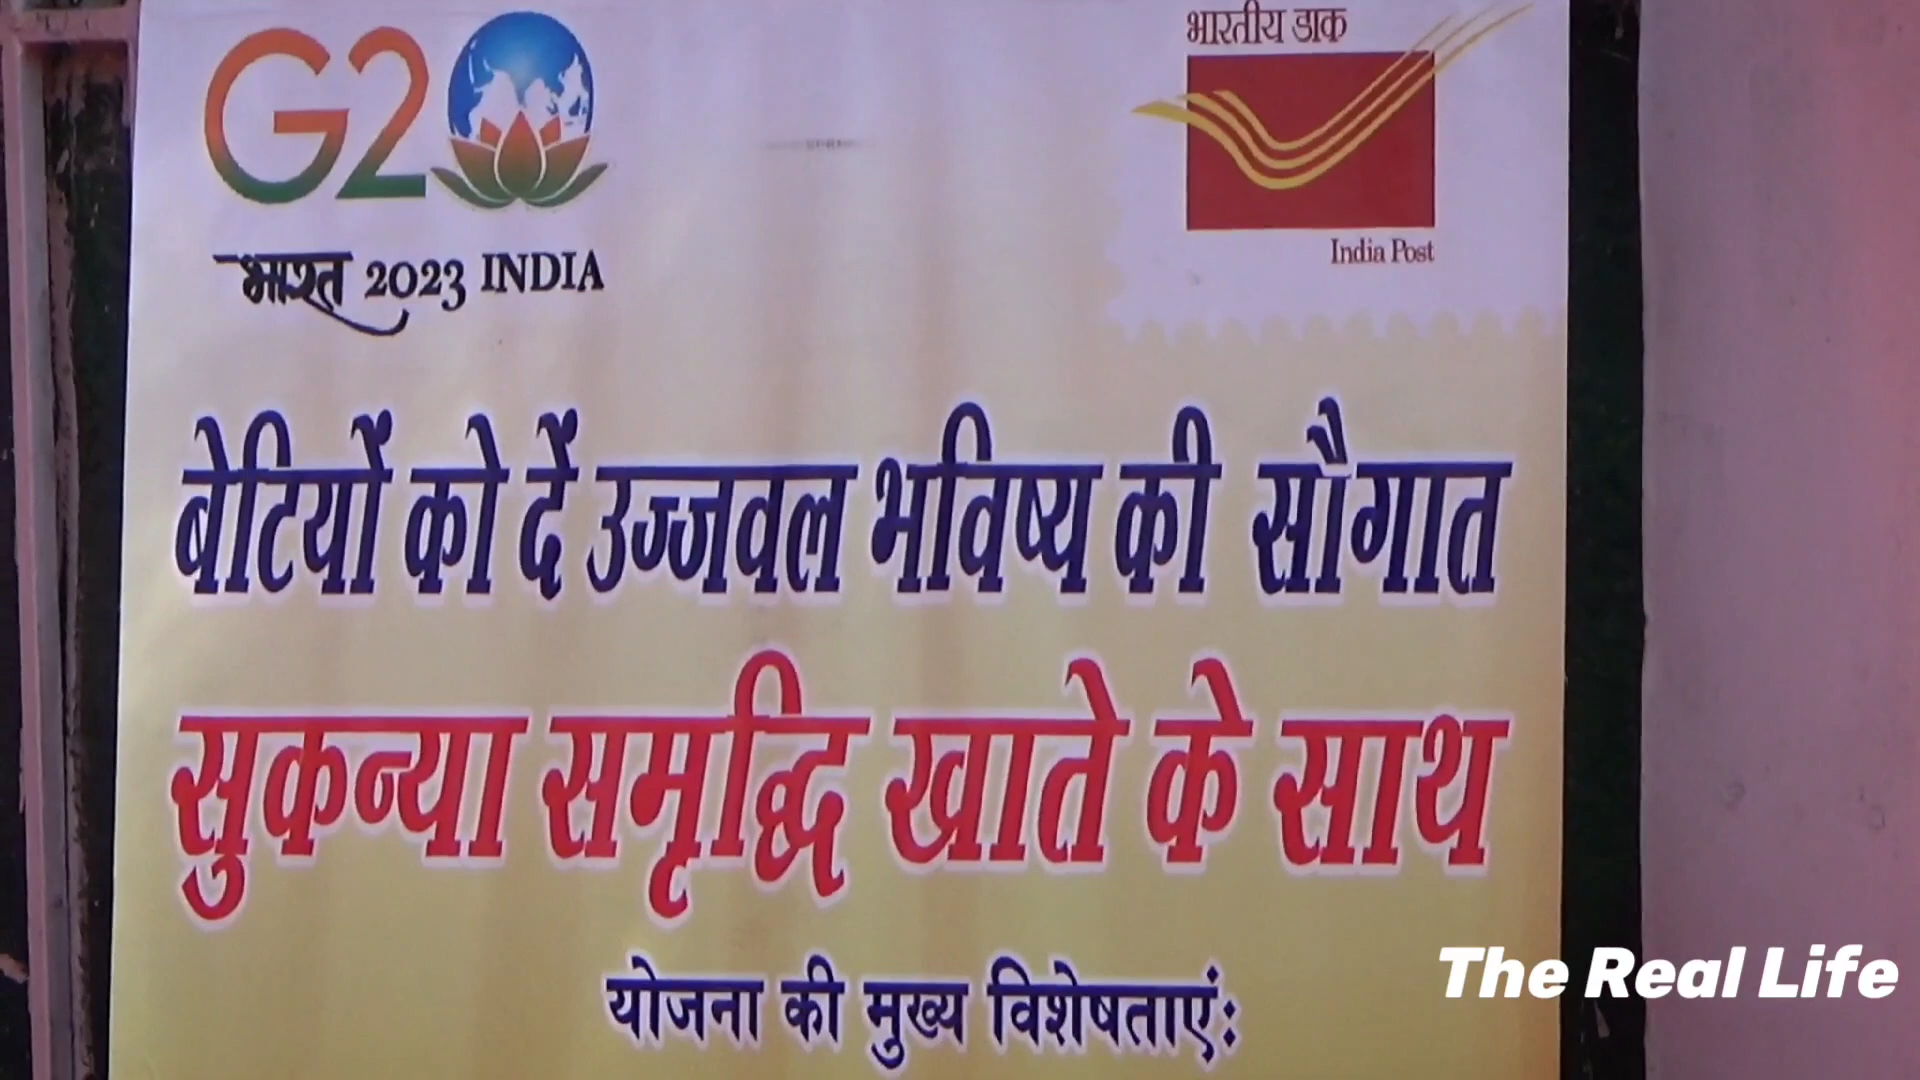 G20
भारत 2023 INDIA
भारतीय डाक
India Post
बेटियों को दें उज्जवल भविष्य की सौगात
सुकन्या समृद्धि खाते के साथ
योजना की मुख्य विशेषताएं:
The Real Life